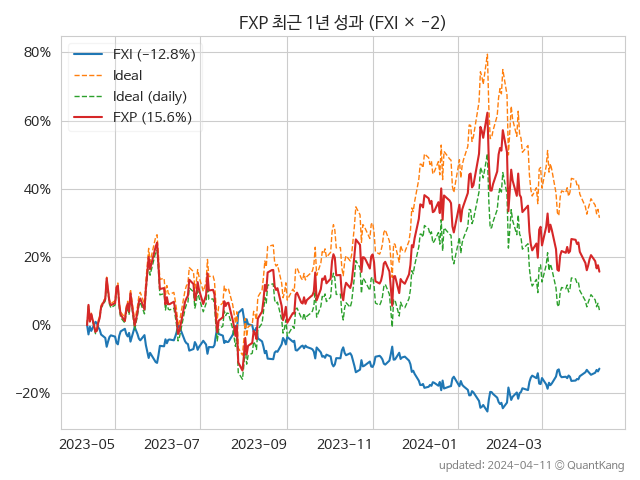 FXP 최근 1년 성과 (FXI × −2)
FXI (−12.8%)
Ideal
Ideal (daily)
FXP (15.6%)
80%
60%
40%
20%
0%
−20%
2023-05 2023-07 2023-09 2023-11 2024-01 2024-03
updated: 2024-04-11 © QuantKang